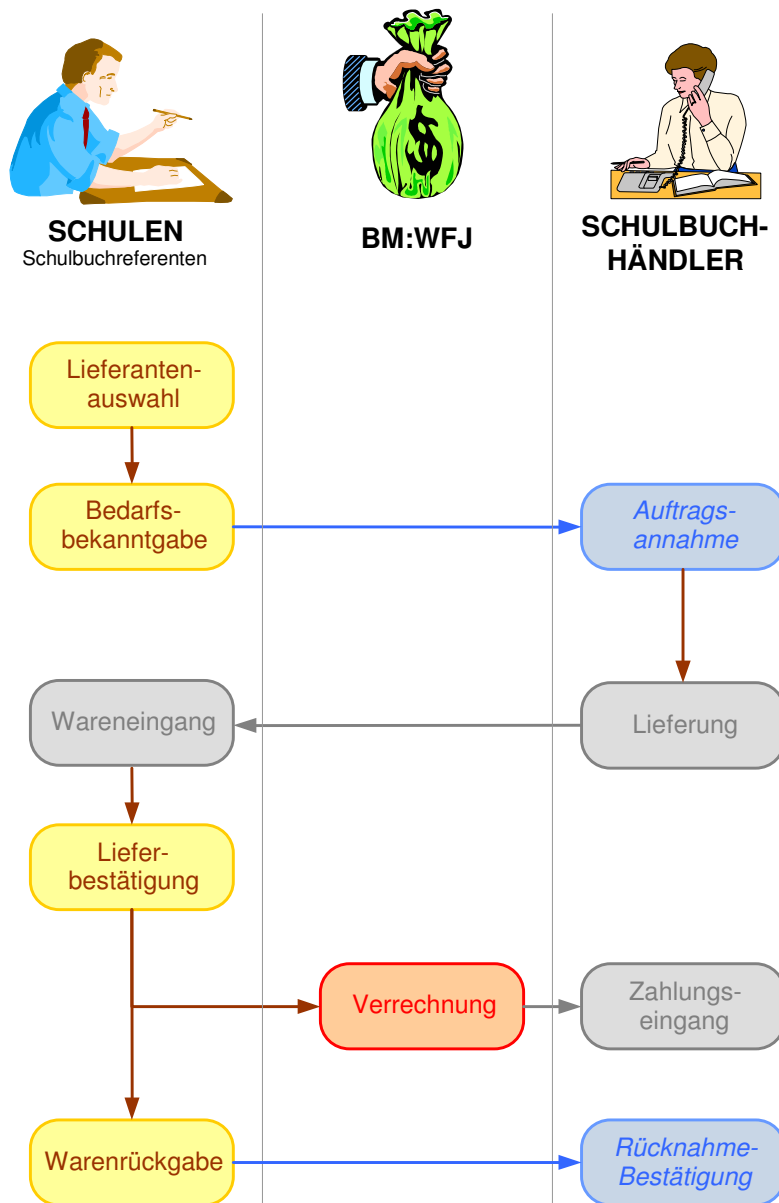 SCHULEN
Schulbuchreferenten
BM:WFJ
SCHULBUCH-
HÄNDLER
Lieferanten-
auswahl
Bedarfs-
bekanntgabe
Auftrags-
annahme
Wareneingang
Lieferung
Liefer-
bestätigung
Verrechnung
Zahlungs-
eingang
Warenrückgabe
Rücknahme-
Bestätigung